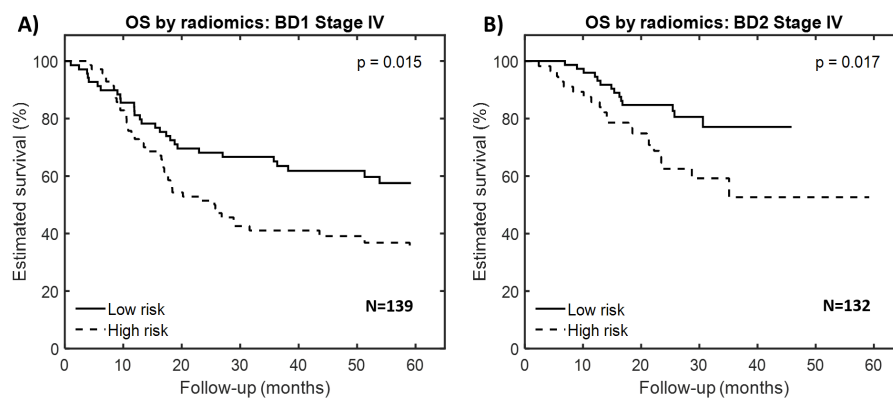 A) OS by radiomics: BD1 Stage IV
p = 0.015
100
80
60
40
20
0
Estimated survival (%)
Low risk
High risk
N=139
0 10 20 30 40 50 60
Follow-up (months)
B) OS by radiomics: BD2 Stage IV
p = 0.017
100
80
60
40
20
0
Estimated survival (%)
Low risk
High risk
N=132
0 10 20 30 40 50 60
Follow-up (months)